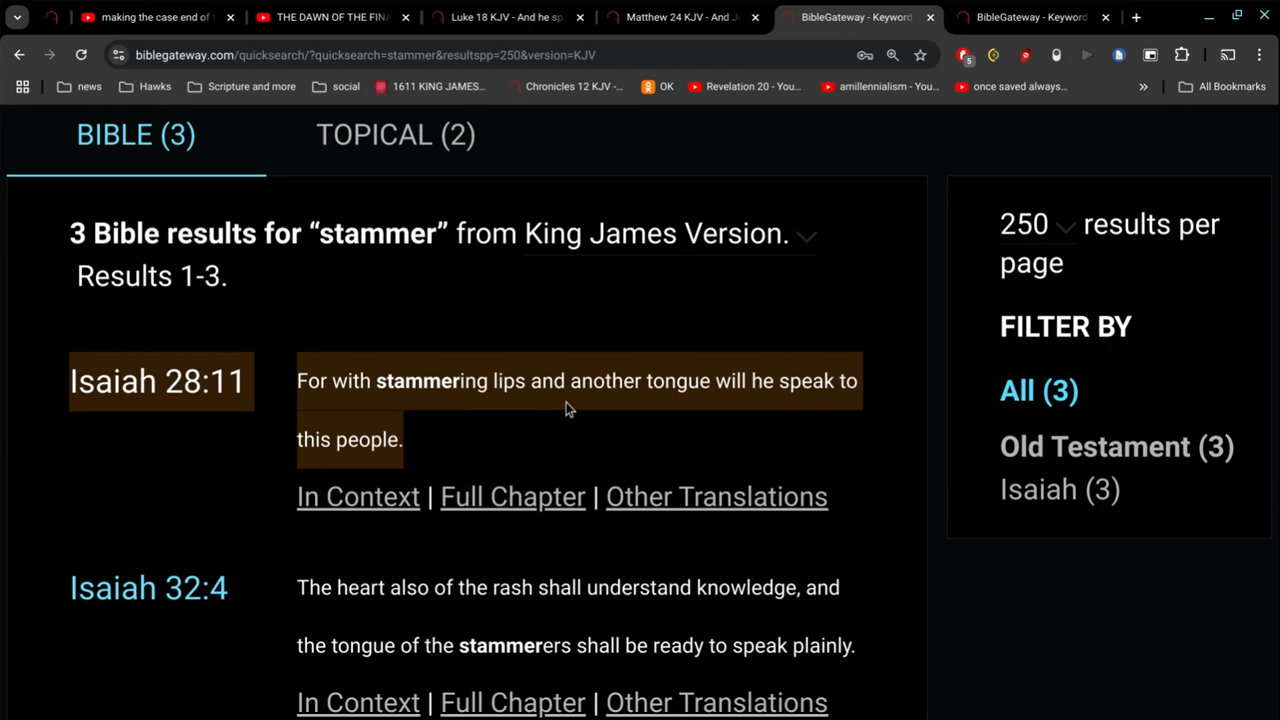 making the case end of t
THE DAWN OF THE FINA
Luke 18 KJV - And he sp
Matthew 24 KJV - And J
BibleGateway - Keyword
BibleGateway - Keyword
biblegateway.com/quicksearch/?quicksearch=stammer&resultspp=250&version=KJV
5
news
Hawks
Scripture and more
social
1611 KING JAMES...
Chronicles 12 KJV -...
OK
Revelation 20 - You...
amillennialism - You...
once saved always...
»
All Bookmarks
BIBLE (3)
TOPICAL (2)
3 Bible results for “stammer” from King James Version.
Results 1-3.
Isaiah 28:11
For with stammering lips and another tongue will he speak to
this people.
In Context | Full Chapter | Other Translations
Isaiah 32:4
The heart also of the rash shall understand knowledge, and
the tongue of the stammerers shall be ready to speak plainly.
In Context | Full Chapter | Other Translations
250 results per
page
FILTER BY
All (3)
Old Testament (3)
Isaiah (3)